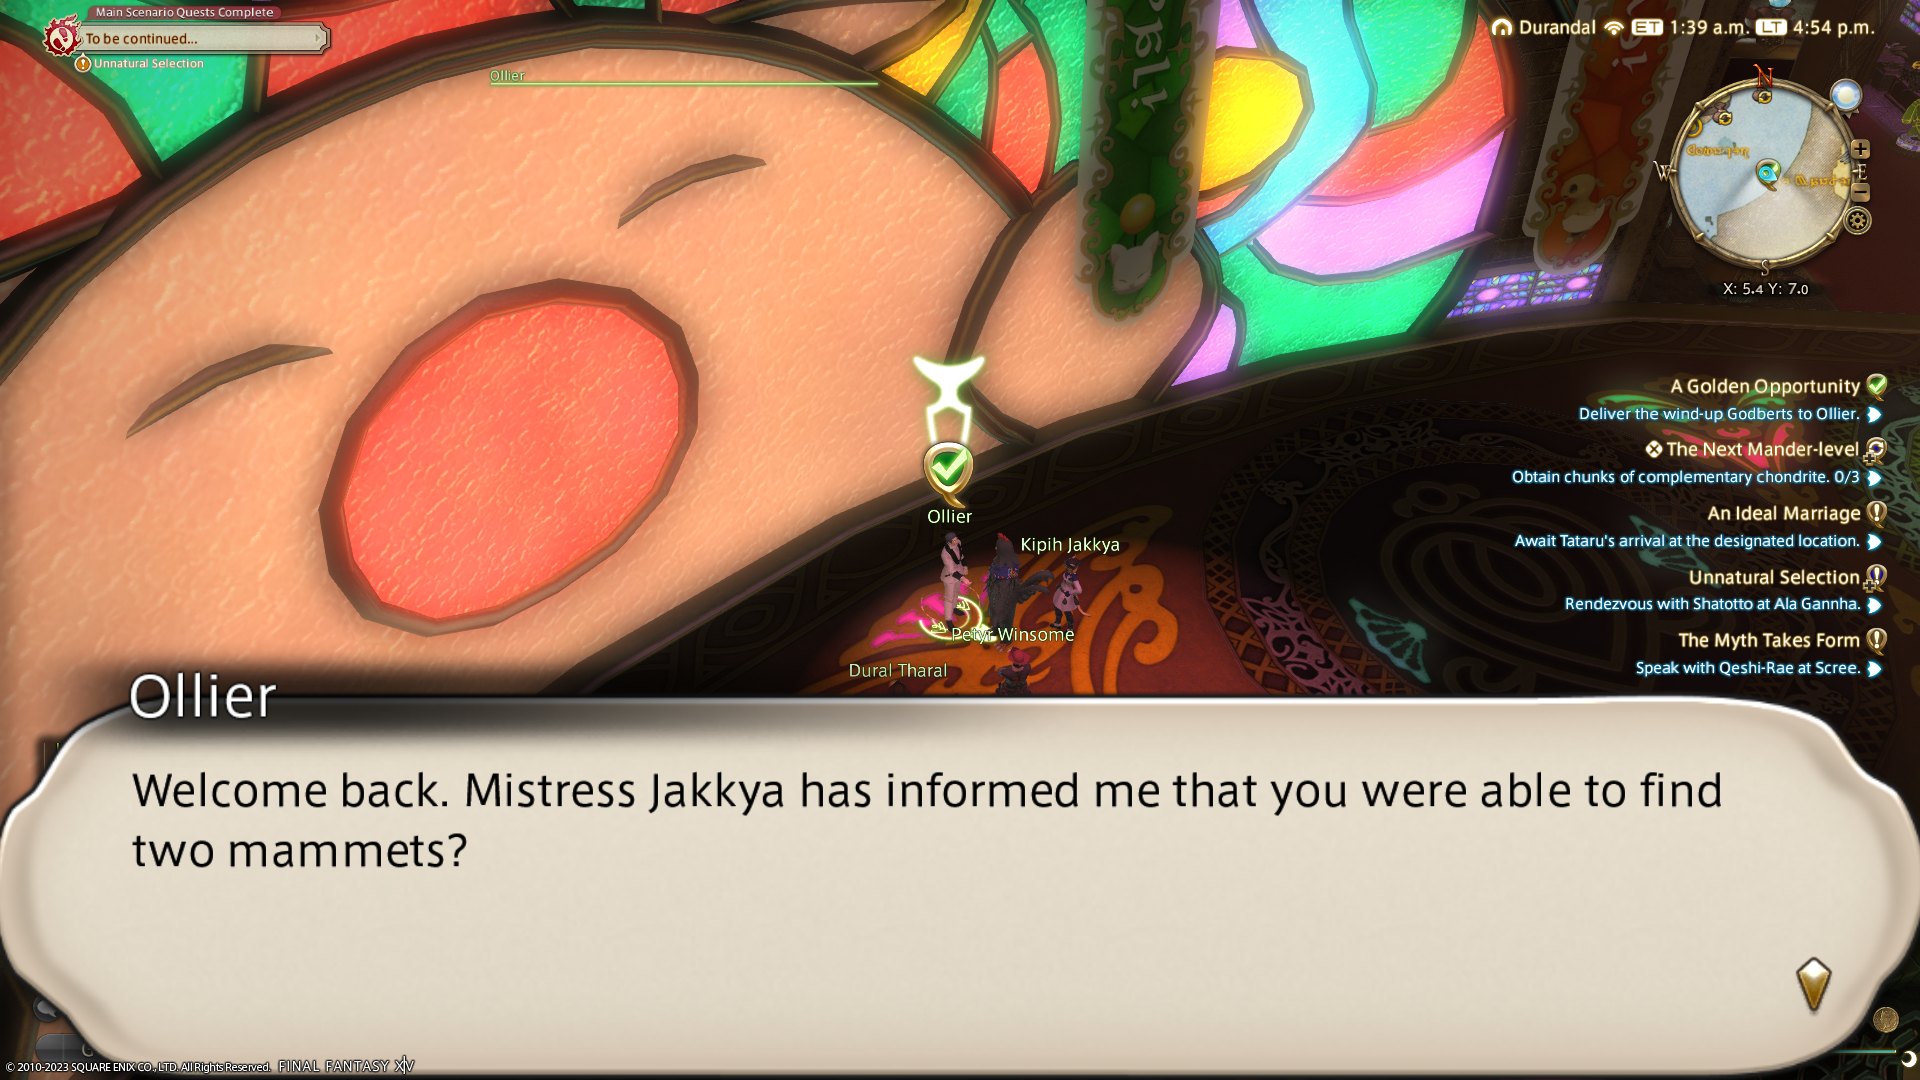 Main Scenario Quests Complete
To be continued...
Unnatural Selection
Ollier
Durandal ET 1:39 a.m. LT 4:54 p.m.
N
W
E
S
X: 5.4 Y: 7.0
A Golden Opportunity
Deliver the wind-up Godberts to Ollier.
The Next Mander-level
Obtain chunks of complementary chondrite. 0/3
An Ideal Marriage
Await Tataru's arrival at the designated location.
Unnatural Selection
Rendezvous with Shatotto at Ala Gannha.
The Myth Takes Form
Speak with Qeshi-Rae at Scree.
Ollier
Kipih Jakkya
Petyr Winsome
Dural Tharal
Ollier
Welcome back. Mistress Jakkya has informed me that you were able to find
two mammets?
© 2010-2023 SQUARE ENIX CO., LTD. All Rights Reserved. FINAL FANTASY XIV